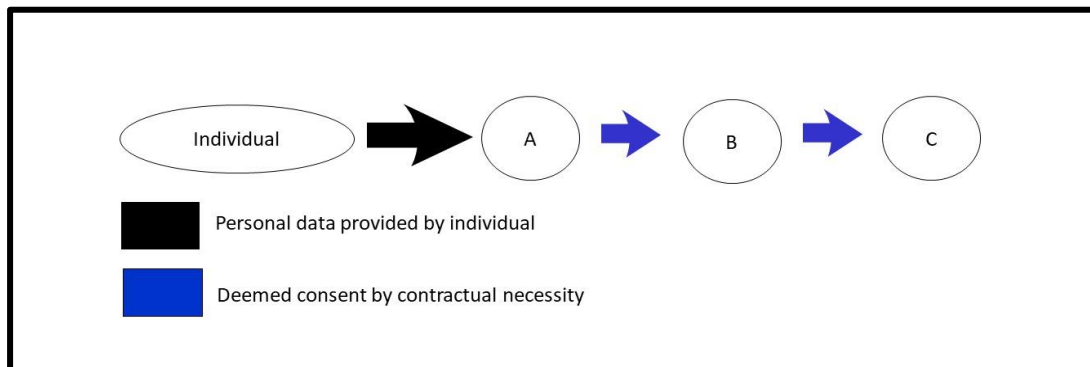 Individual
A
B
C
Personal data provided by individual
Deemed consent by contractual necessity